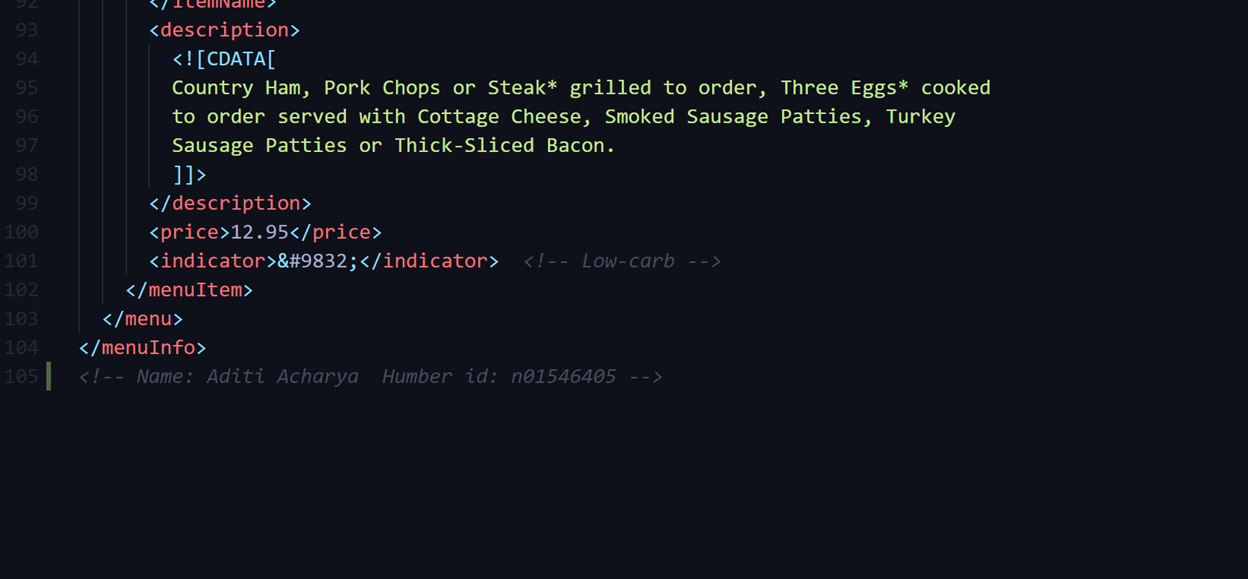 92 </itemName>
93 <description>
94 <![CDATA[
95 Country Ham, Pork Chops or Steak* grilled to order, Three Eggs* cooked
96 to order served with Cottage Cheese, Smoked Sausage Patties, Turkey
97 Sausage Patties or Thick-Sliced Bacon.
98 ]]>
99 </description>
100 <price>12.95</price>
101 <indicator>&#9832;</indicator> <!-- Low-carb -->
102 </menuItem>
103 </menu>
104 </menuInfo>
105 <!-- Name: Aditi Acharya  Humber id: n01546405 -->